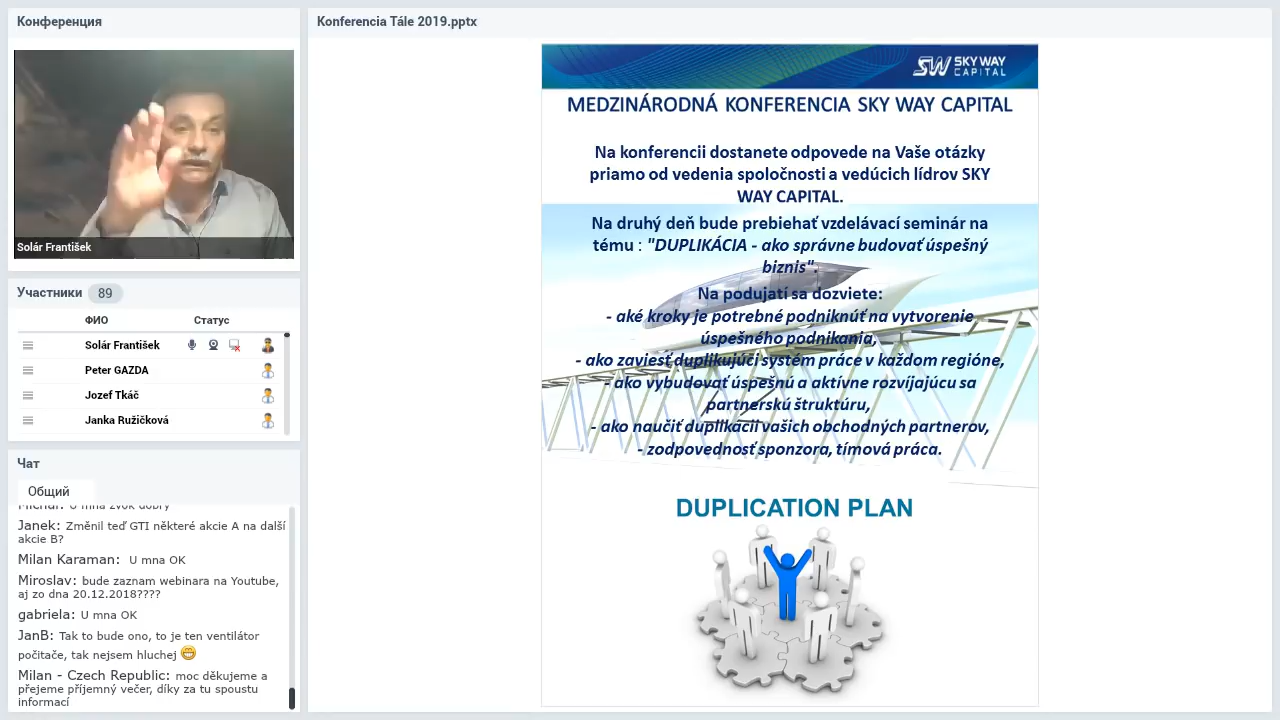 Конференция
Solár František
Участники 89
ФИО Статус
Solár František
Peter GAZDA
Jozef Tkáč
Janka Ružičková
Чат
Общий
Michal: U mna zvok dobry
Janek: Změnil teď GTI některé akcie A na další
akcie B?
Milan Karaman: U mna OK
Miroslav: bude zaznam webinara na Youtube,
aj zo dna 20.12.2018????
gabriela: U mna OK
JanB: Tak to bude ono, to je ten ventilátor
počítače, tak nejsem hluchej
Milan - Czech Republic: moc děkujeme a
přejeme příjemný večer, díky za tu spoustu
informací
Konferencia Tále 2019.pptx
SW SKY WAY
CAPITAL
MEDZINÁRODNÁ KONFERENCIA SKY WAY CAPITAL
Na konferencii dostanete odpovede na Vaše otázky
priamo od vedenia spoločnosti a vedúcich lídrov SKY
WAY CAPITAL.
Na druhý deň bude prebiehať vzdelávací seminár na
tému : "DUPLIKÁCIA - ako správne budovať úspešný
biznis".
Na podujatí sa dozviete:
- aké kroky je potrebné podniknúť na vytvorenie
úspešného podnikania,
- ako zaviesť duplikujúci systém práce v každom regióne,
- ako vybudovať úspešnú a aktívne rozvíjajúcu sa
partnerskú štruktúru,
- ako naučiť duplikácii vašich obchodných partnerov,
- zodpovednosť sponzora, tímová práca.
DUPLICATION PLAN